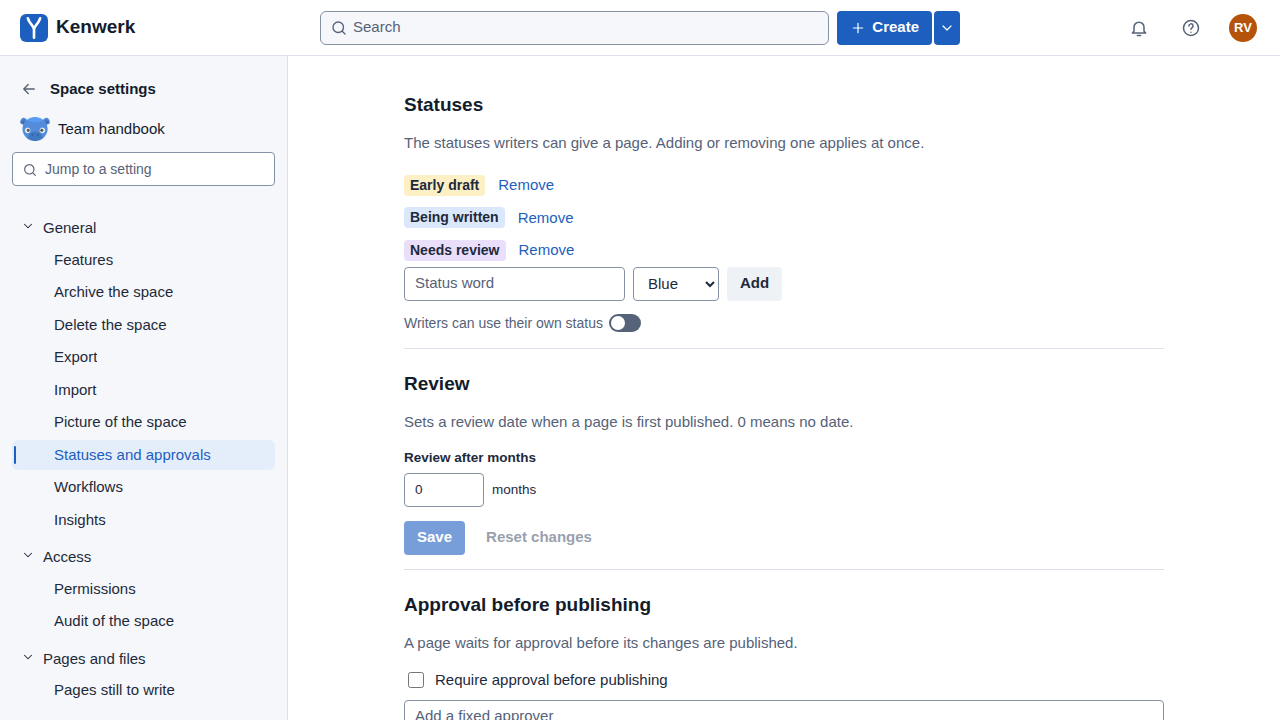 Kenwerk
Search
Create
RV
Space settings
Team handbook
Jump to a setting
General
Features
Archive the space
Delete the space
Export
Import
Picture of the space
Statuses and approvals
Workflows
Insights
Access
Permissions
Audit of the space
Pages and files
Pages still to write
Statuses
The statuses writers can give a page. Adding or removing one applies at once.
Early draft Remove
Being written Remove
Needs review Remove
Status word Blue Add
Writers can use their own status
Review
Sets a review date when a page is first published. 0 means no date.
Review after months
0 months
Save Reset changes
Approval before publishing
A page waits for approval before its changes are published.
Require approval before publishing
Add a fixed approver